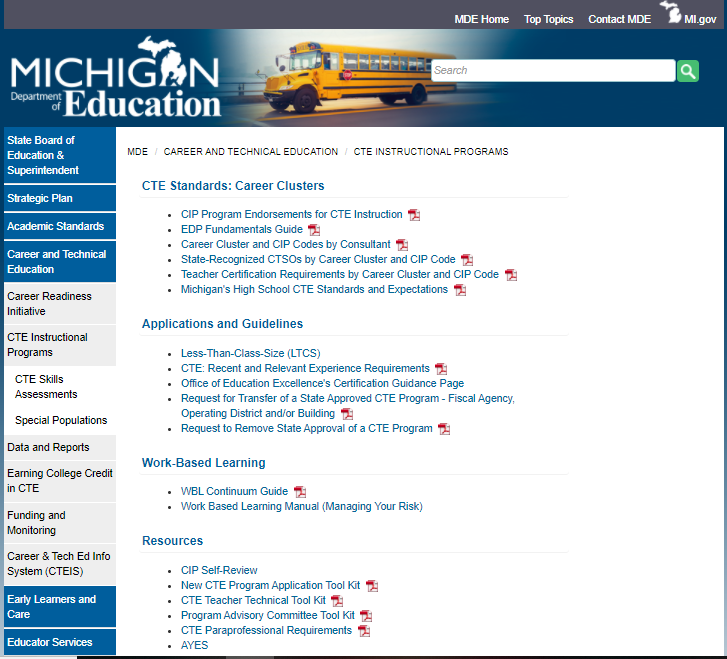 MDE Home Top Topics Contact MDE MI.gov
MICHIGAN
Department of Education
Search
State Board of
Education &
Superintendent
Strategic Plan
Academic Standards
Career and Technical
Education
Career Readiness
Initiative
CTE Instructional
Programs
CTE Skills
Assessments
Special Populations
Data and Reports
Earning College Credit
in CTE
Funding and
Monitoring
Career & Tech Ed Info
System (CTEIS)
Early Learners and
Care
Educator Services
MDE / CAREER AND TECHNICAL EDUCATION / CTE INSTRUCTIONAL PROGRAMS
CTE Standards: Career Clusters
• CIP Program Endorsements for CTE Instruction
• EDP Fundamentals Guide
• Career Cluster and CIP Codes by Consultant
• State-Recognized CTSOs by Career Cluster and CIP Code
• Teacher Certification Requirements by Career Cluster and CIP Code
• Michigan's High School CTE Standards and Expectations
Applications and Guidelines
• Less-Than-Class-Size (LTCS)
• CTE: Recent and Relevant Experience Requirements
• Office of Education Excellence's Certification Guidance Page
• Request for Transfer of a State Approved CTE Program - Fiscal Agency,
Operating District and/or Building
• Request to Remove State Approval of a CTE Program
Work-Based Learning
• WBL Continuum Guide
• Work Based Learning Manual (Managing Your Risk)
Resources
• CIP Self-Review
• New CTE Program Application Tool Kit
• CTE Teacher Technical Tool Kit
• Program Advisory Committee Tool Kit
• CTE Paraprofessional Requirements
• AYES